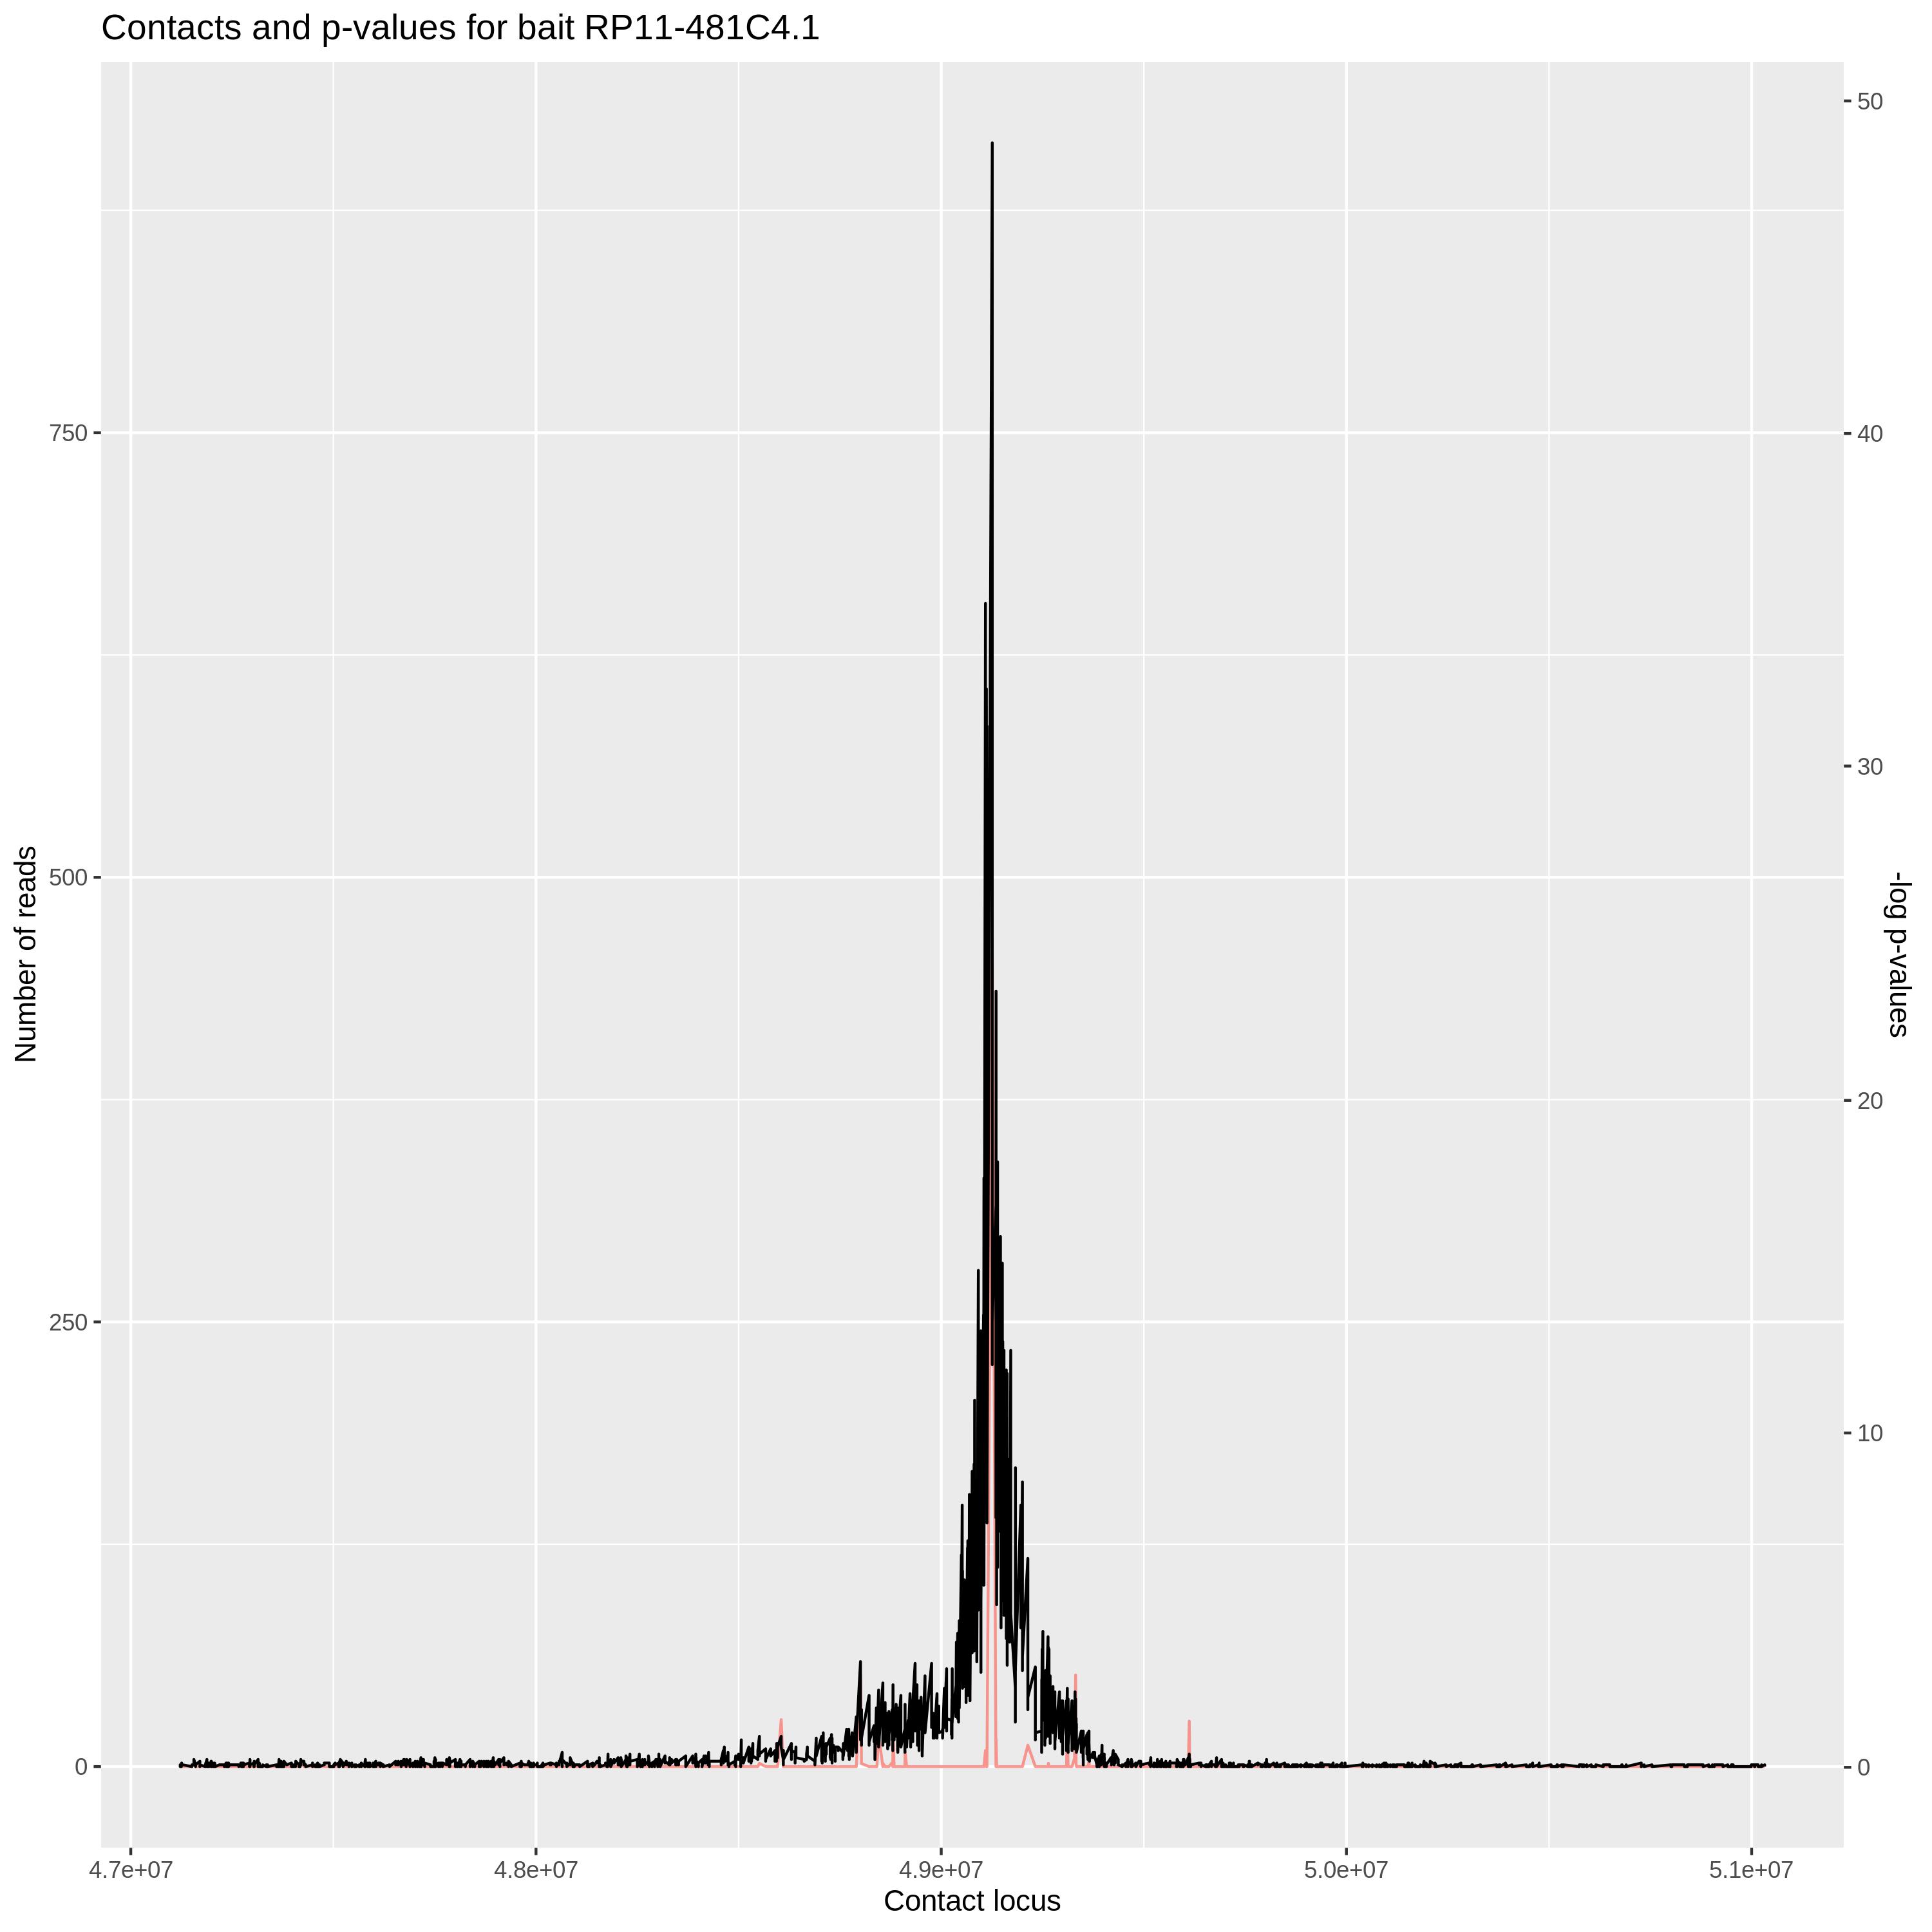 Contacts and p-values for bait RP11-481C4.1
Number of reads
750
500
250
0
50
40
30
20
10
0
-log p-values
4.7e+07 4.8e+07 4.9e+07 5.0e+07 5.1e+07
Contact locus